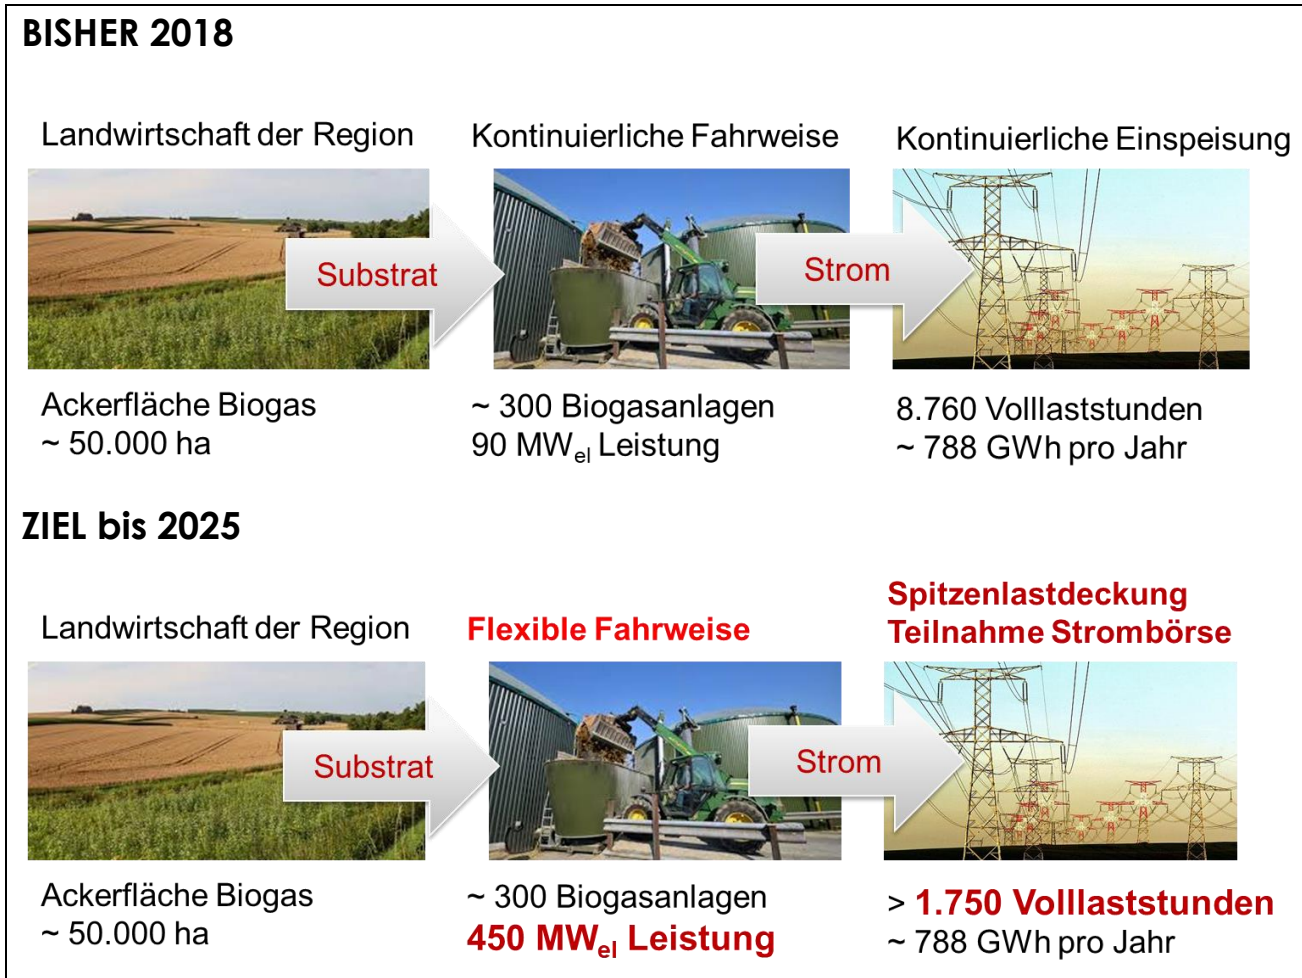 BISHER 2018
Landwirtschaft der Region
Kontinuierliche Fahrweise
Kontinuierliche Einspeisung
Substrat
Strom
Ackerfläche Biogas
~ 50.000 ha
~ 300 Biogasanlagen
90 MWel Leistung
8.760 Volllaststunden
~ 788 GWh pro Jahr
ZIEL bis 2025
Landwirtschaft der Region
Flexible Fahrweise
Spitzenlastdeckung
Teilnahme Strombörse
Substrat
Strom
Ackerfläche Biogas
~ 50.000 ha
~ 300 Biogasanlagen
450 MWel Leistung
> 1.750 Volllaststunden
~ 788 GWh pro Jahr